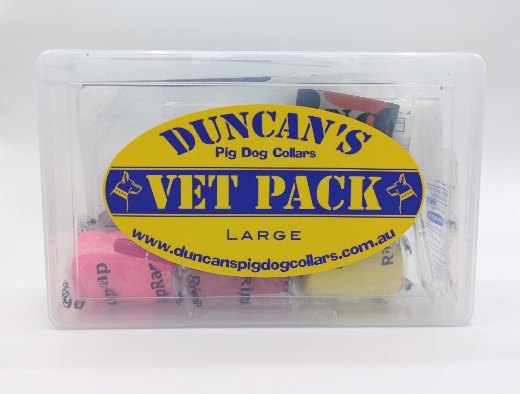 DUNCAN'S
Pig Dog Collars
VET PACK
LARGE
www.duncanspigdogcollars.com.au